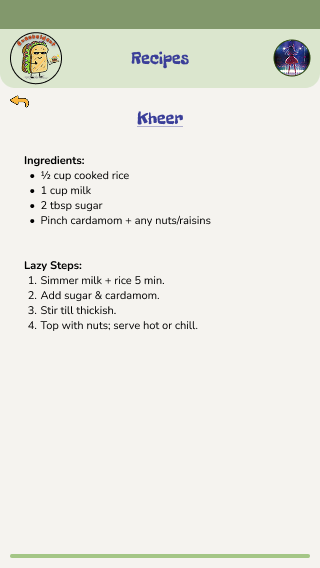 Recipes
Kheer
Ingredients:
• ½ cup cooked rice
• 1 cup milk
• 2 tbsp sugar
• Pinch cardamom + any nuts/raisins
Lazy Steps:
1. Simmer milk + rice 5 min.
2. Add sugar & cardamom.
3. Stir till thickish.
4. Top with nuts; serve hot or chill.